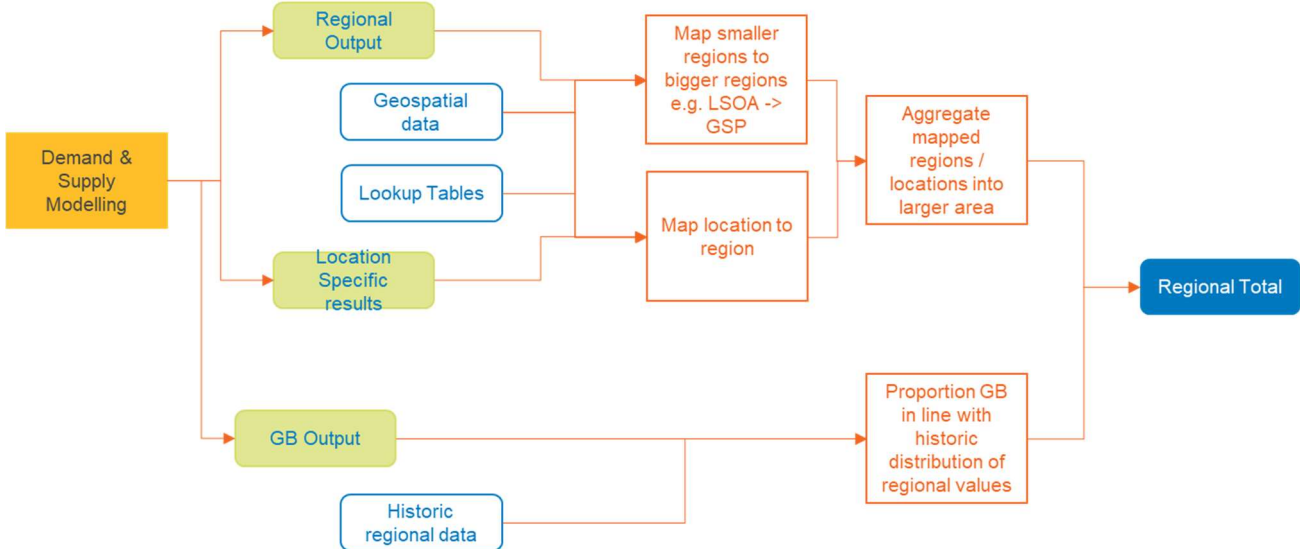 Regional
Output
Map smaller
regions to
bigger regions
e.g. LSOA ->
GSP
Geospatial
data
Aggregate
mapped
regions /
locations into
larger area
Demand &
Supply
Modelling
Lookup Tables
Map location to
region
Location
Specific
results
Regional Total
GB Output
Proportion GB
in line with
historic
distribution of
regional values
Historic
regional data